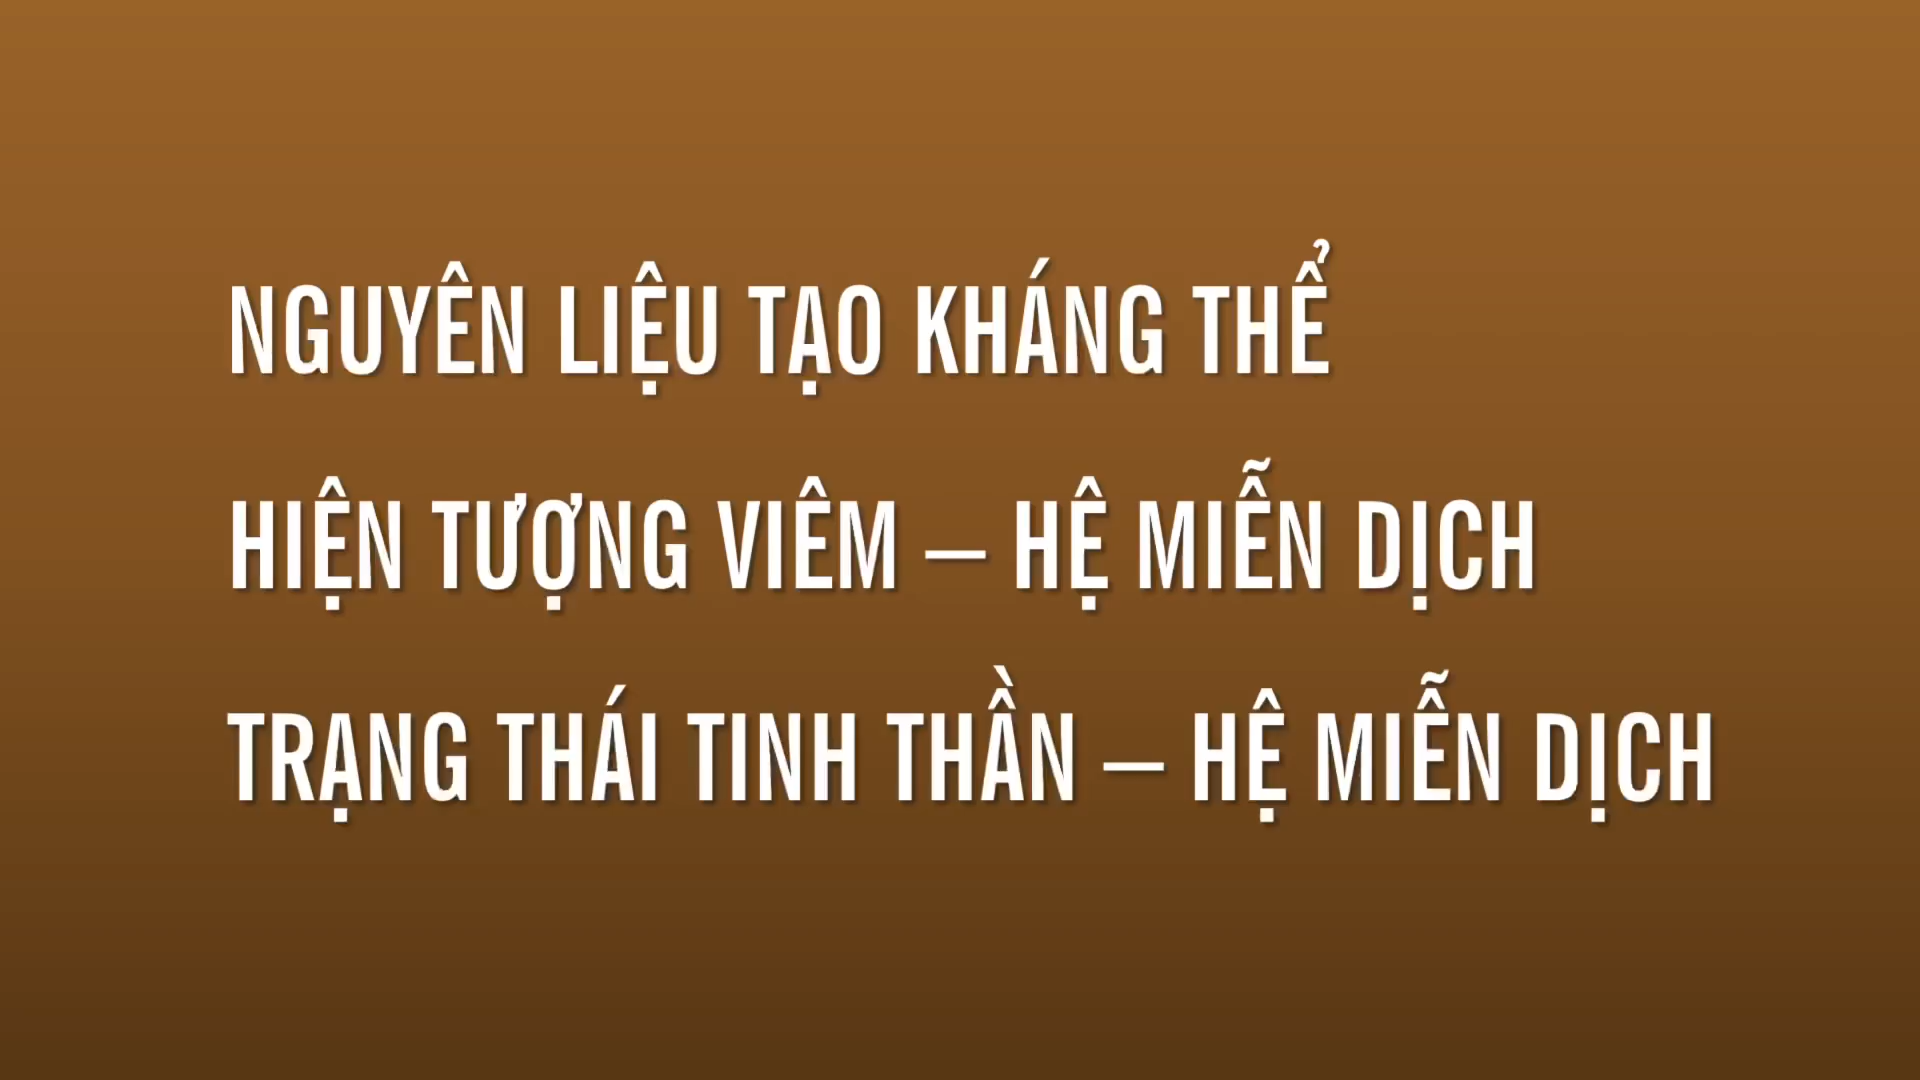 NGUYÊN LIỆU TẠO KHÁNG THỂ
HIỆN TƯỢNG VIÊM – HỆ MIỄN DỊCH
TRẠNG THÁI TINH THẦN – HỆ MIỄN DỊCH